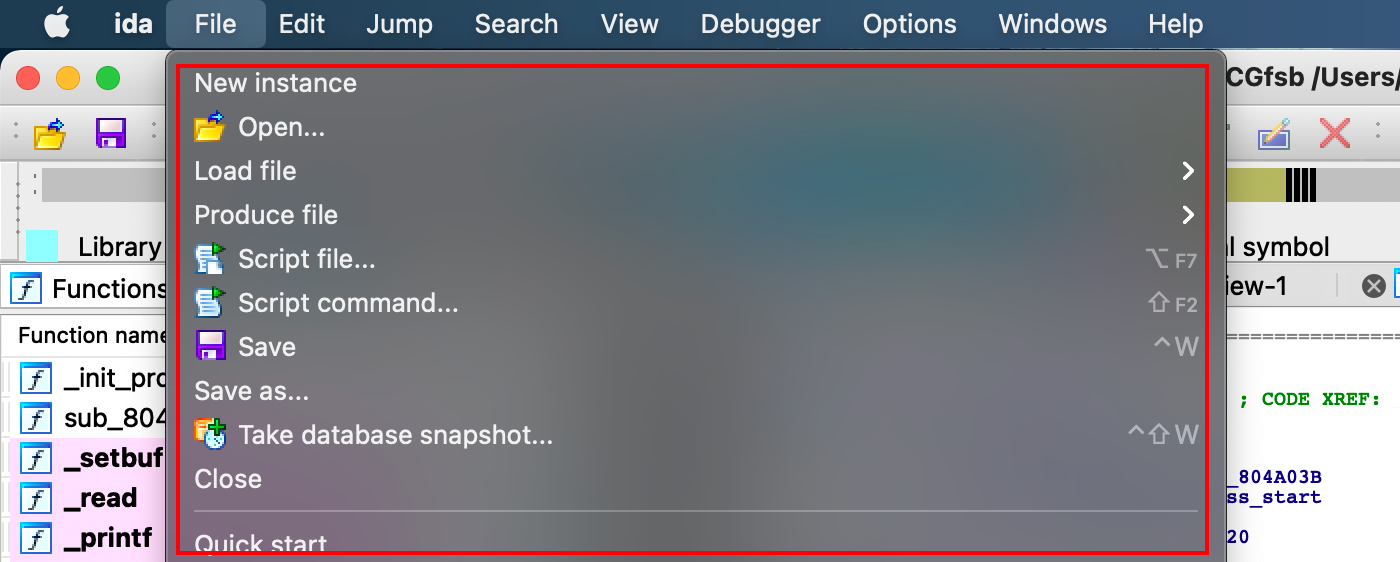 ida File Edit Jump Search View Debugger Options Windows Help
CGfsb /Users/
New instance
Open...
Load file
Produce file
Script file... ⌥F7
Script command... ⇧F2
Save ^W
Save as...
Take database snapshot... ^⇧W
Close
Quick start
Library
l symbol
Functions
iew-1
Function name
_init_pro
sub_804
_setbuf
_read
_printf
; CODE XREF:
_804A03B
ss_start
20